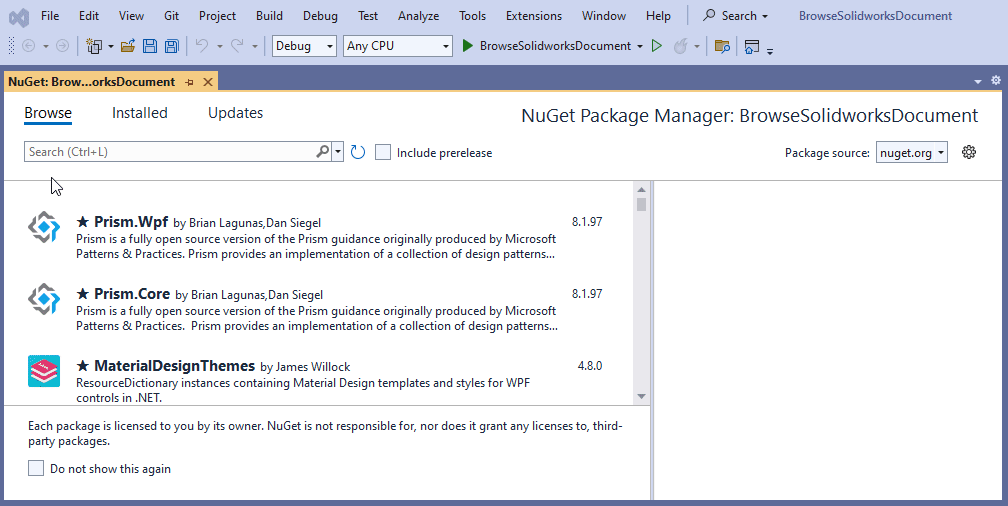 File Edit View Git Project Build Debug Test Analyze Tools Extensions Window Help Search BrowseSolidworksDocument
Debug Any CPU BrowseSolidworksDocument
NuGet: Brow...orksDocument
Browse Installed Updates NuGet Package Manager: BrowseSolidworksDocument
Search (Ctrl+L) Include prerelease Package source: nuget.org
Prism.Wpf by Brian Lagunas,Dan Siegel 8.1.97
Prism is a fully open source version of the Prism guidance originally produced by Microsoft
Patterns & Practices. Prism provides an implementation of a collection of design patterns...
Prism.Core by Brian Lagunas,Dan Siegel 8.1.97
Prism is a fully open source version of the Prism guidance originally produced by Microsoft
Patterns & Practices.  Prism provides an implementation of a collection of design patterns...
MaterialDesignThemes by James Willock 4.8.0
ResourceDictionary instances containing Material Design templates and styles for WPF
controls in .NET.
Each package is licensed to you by its owner. NuGet is not responsible for, nor does it grant any licenses to, third-
party packages.
Do not show this again